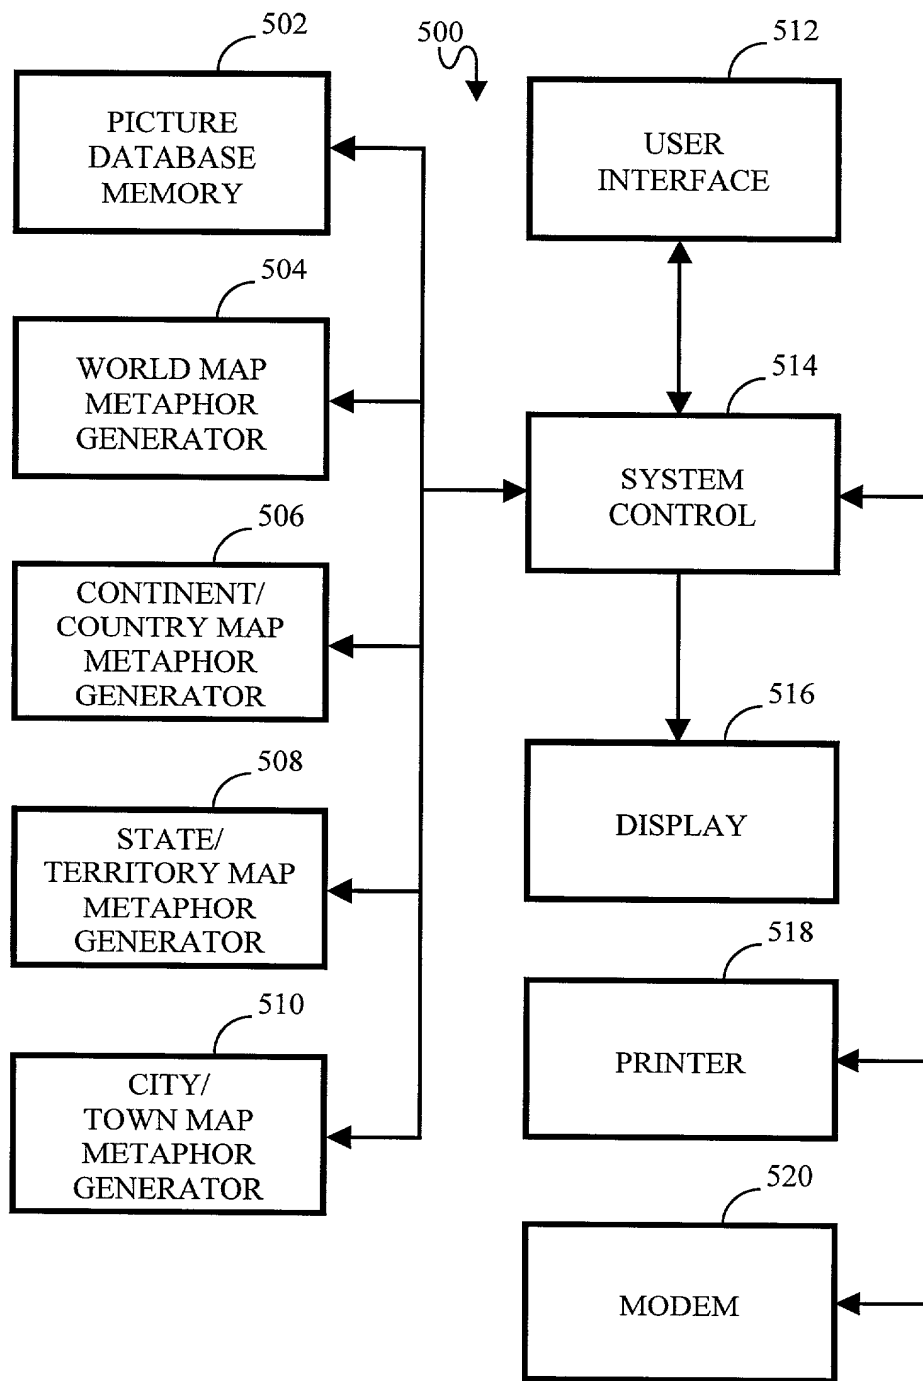 500
502
PICTURE
DATABASE
MEMORY
504
WORLD MAP
METAPHOR
GENERATOR
506
CONTINENT/
COUNTRY MAP
METAPHOR
GENERATOR
508
STATE/
TERRITORY MAP
METAPHOR
GENERATOR
510
CITY/
TOWN MAP
METAPHOR
GENERATOR
512
USER
INTERFACE
514
SYSTEM
CONTROL
516
DISPLAY
518
PRINTER
520
MODEM